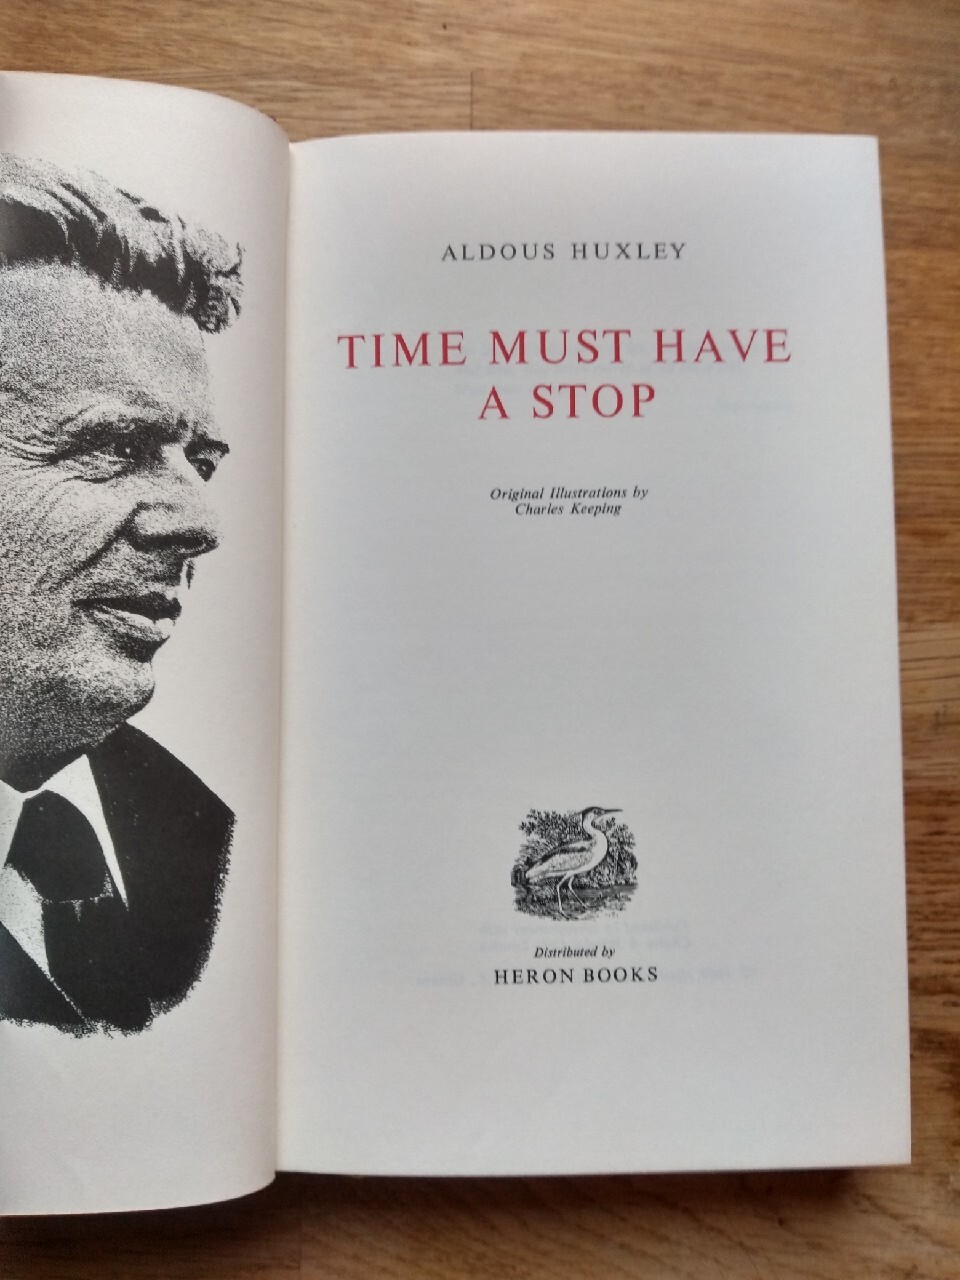 ALDOUS HUXLEY
TIME MUST HAVE
A STOP
Original Illustrations by
Charles Keeping
Distributed by
HERON BOOKS